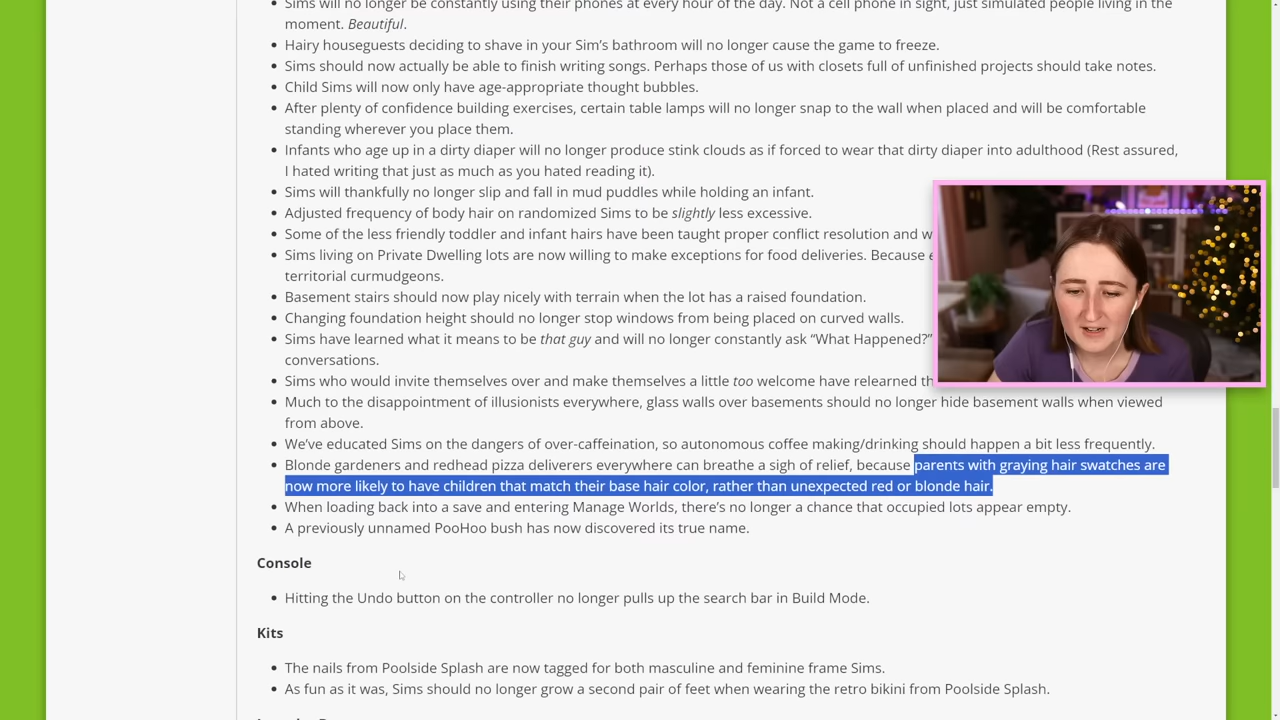 Sims will no longer be constantly using their phones at every hour of the day. Not a cell phone in sight, just simulated people living in the
moment. Beautiful.
Hairy houseguests deciding to shave in your Sim’s bathroom will no longer cause the game to freeze.
Sims should now actually be able to finish writing songs. Perhaps those of us with closets full of unfinished projects should take notes.
Child Sims will now only have age-appropriate thought bubbles.
After plenty of confidence building exercises, certain table lamps will no longer snap to the wall when placed and will be comfortable
standing wherever you place them.
Infants who age up in a dirty diaper will no longer produce stink clouds as if forced to wear that dirty diaper into adulthood (Rest assured,
I hated writing that just as much as you hated reading it).
Sims will thankfully no longer slip and fall in mud puddles while holding an infant.
Adjusted frequency of body hair on randomized Sims to be slightly less excessive.
Some of the less friendly toddler and infant hairs have been taught proper conflict resolution and
Sims living on Private Dwelling lots are now willing to make exceptions for food deliveries. Because
territorial curmudgeons.
Basement stairs should now play nicely with terrain when the lot has a raised foundation.
Changing foundation height should no longer stop windows from being placed on curved walls.
Sims have learned what it means to be that guy and will no longer constantly ask “What Happened?”
conversations.
Sims who would invite themselves over and make themselves a little too welcome have relearned
Much to the disappointment of illusionists everywhere, glass walls over basements should no longer hide basement walls when viewed
from above.
We’ve educated Sims on the dangers of over-caffeination, so autonomous coffee making/drinking should happen a bit less frequently.
Blonde gardeners and redhead pizza deliverers everywhere can breathe a sigh of relief, because parents with graying hair swatches are
now more likely to have children that match their base hair color, rather than unexpected red or blonde hair.
When loading back into a save and entering Manage Worlds, there’s no longer a chance that occupied lots appear empty.
A previously unnamed PooHoo bush has now discovered its true name.
Console
Hitting the Undo button on the controller no longer pulls up the search bar in Build Mode.
Kits
The nails from Poolside Splash are now tagged for both masculine and feminine frame Sims.
As fun as it was, Sims should no longer grow a second pair of feet when wearing the retro bikini from Poolside Splash.